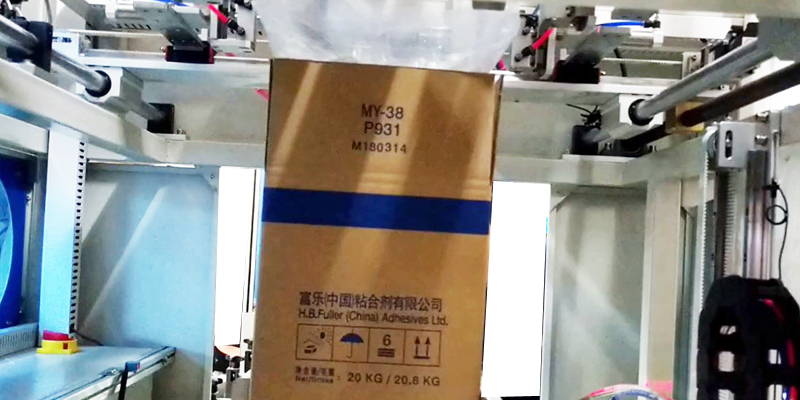 MY-38
P931
M180314
富乐(中国)粘合剂有限公司
H.B.Fuller (China) Adhesives Ltd.
6
净含量/毛重
Net/Gross : 20 KG / 20.8 KG